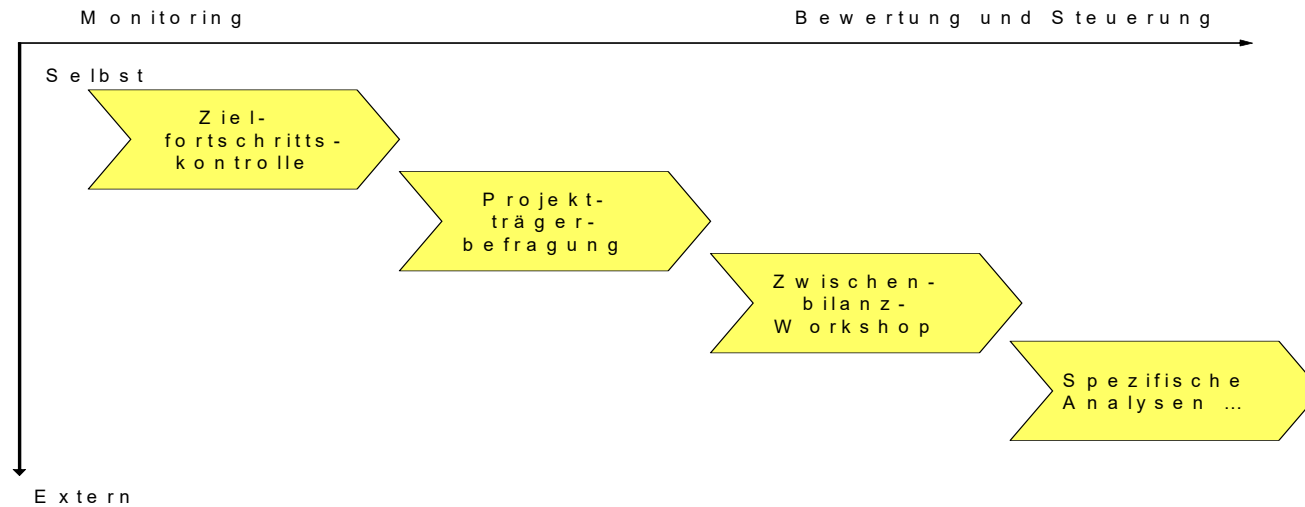 Monitoring
Bewertung und Steuerung
Selbst
Ziel-
fortschritts-
kontrolle
Projekt-
träger-
befragung
Zwischen-
bilanz-
Workshop
Spezifische
Analysen ...
Extern